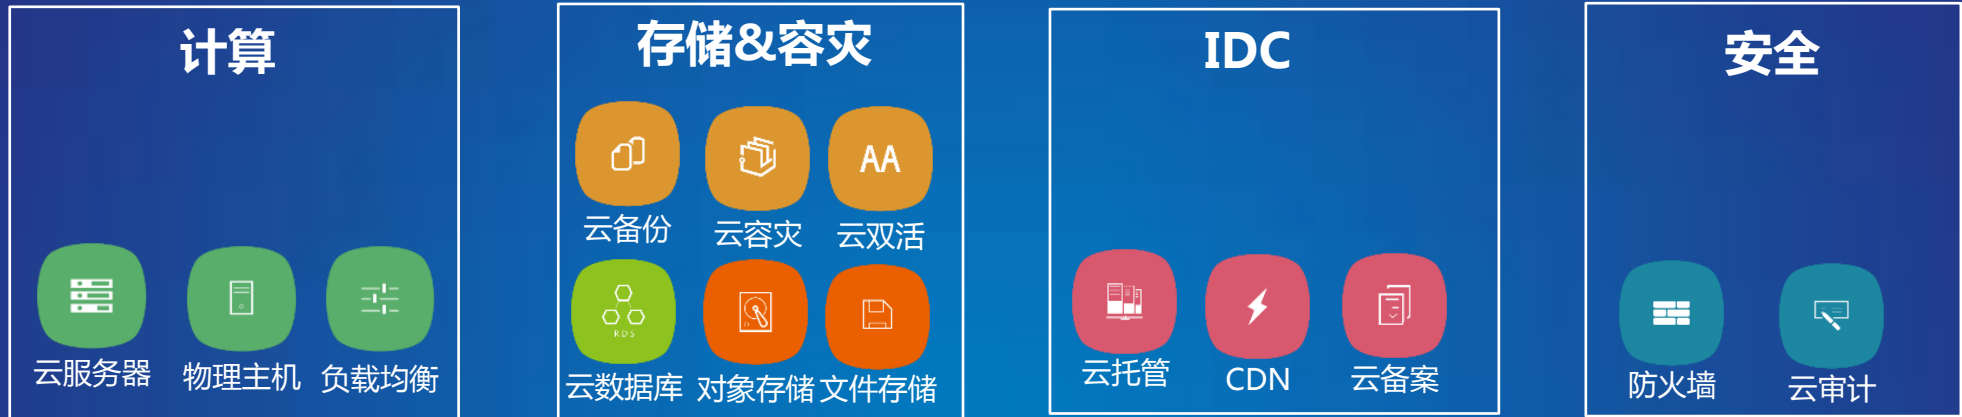 计算
云服务器
物理主机
负载均衡
存储&容灾
AA
云备份
云容灾
云双活
RDS
云数据库
对象存储
文件存储
IDC
云托管
CDN
云备案
安全
防火墙
云审计